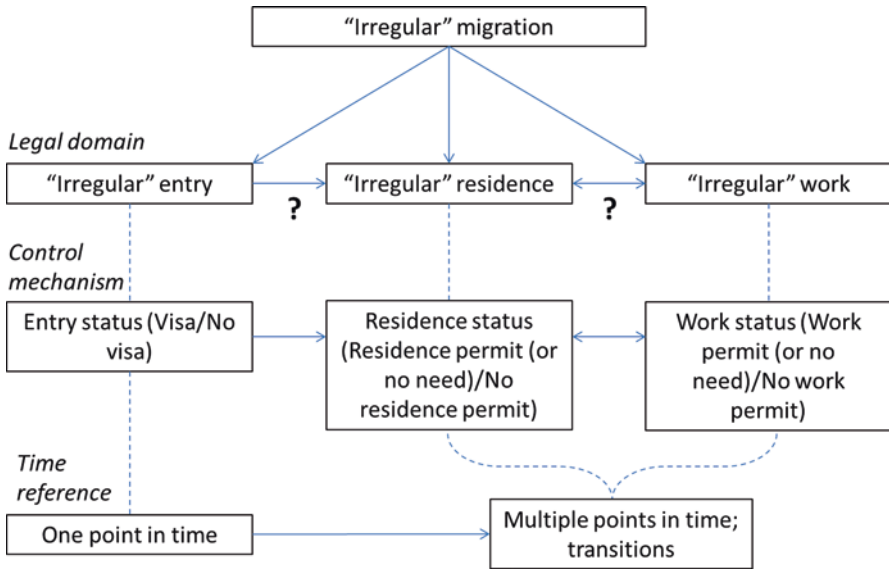 “Irregular” migration
Legal domain
“Irregular” entry
“Irregular” residence
“Irregular” work
?
?
Control
mechanism
Entry status (Visa/No
visa)
Residence status
(Residence permit (or
no need)/No
residence permit)
Work status (Work
permit (or no
need)/No work
permit)
Time
reference
One point in time
Multiple points in time;
transitions